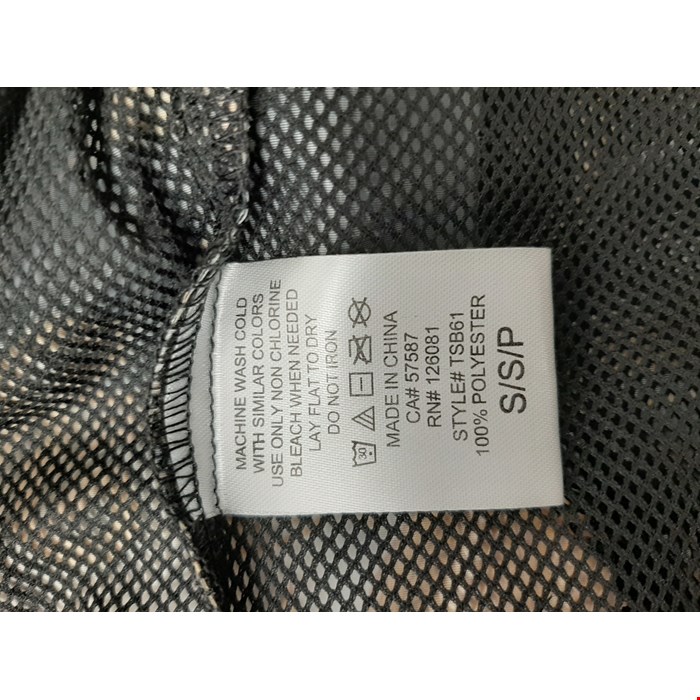 MACHINE WASH COLD
WITH SIMILAR COLORS
USE ONLY NON CHLORINE
BLEACH WHEN NEEDED
LAY FLAT TO DRY
DO NOT IRON
30
MADE IN CHINA
CA# 57587
RN# 126081
STYLE# TSB61
100% POLYESTER
S/S/P